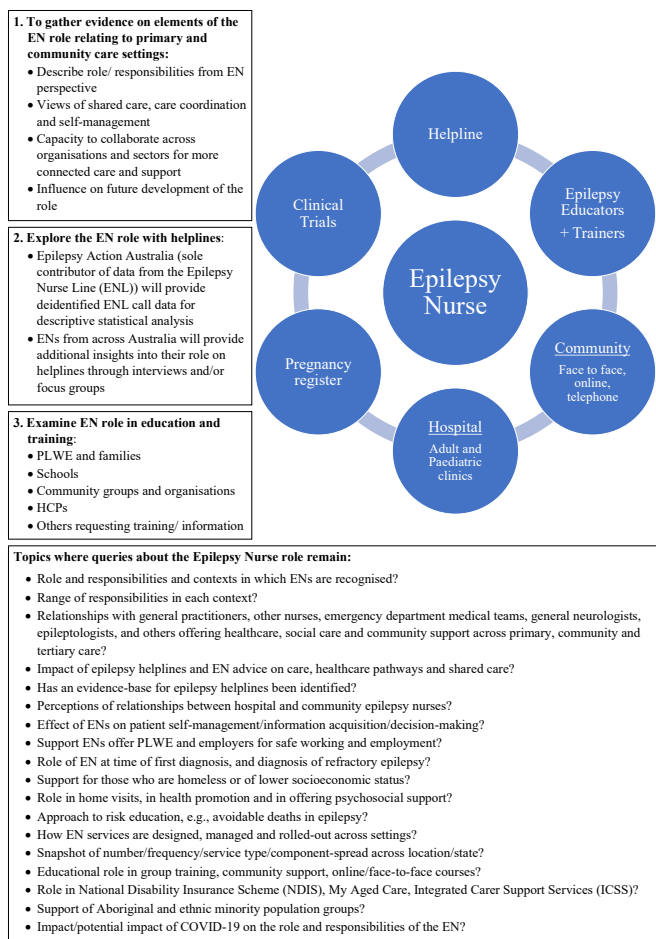 1. To gather evidence on elements of the
EN role relating to primary and
community care settings:
• Describe role/ responsibilities from EN
perspective
• Views of shared care, care coordination
and self-management
• Capacity to collaborate across
organisations and sectors for more
connected care and support
• Influence on future development of the
role
2. Explore the EN role with helplines:
• Epilepsy Action Australia (sole
contributor of data from the Epilepsy
Nurse Line (ENL)) will provide
deidentified ENL call data for
descriptive statistical analysis
• ENs from across Australia will provide
additional insights into their role on
helplines through interviews and/or
focus groups
3. Examine EN role in education and
training:
• PLWE and families
• Schools
• Community groups and organisations
• HCPs
• Others requesting training/ information
Helpline
Epilepsy
Educators
+ Trainers
Community
Face to face,
online,
telephone
Hospital
Adult and
Paediatric
clinics
Pregnancy
register
Clinical
Trials
Epilepsy
Nurse
Topics where queries about the Epilepsy Nurse role remain:
• Role and responsibilities and contexts in which ENs are recognised?
• Range of responsibilities in each context?
• Relationships with general practitioners, other nurses, emergency department medical teams, general neurologists,
epileptologists, and others offering healthcare, social care and community support across primary, community and
tertiary care?
• Impact of epilepsy helplines and EN advice on care, healthcare pathways and shared care?
• Has an evidence-base for epilepsy helplines been identified?
• Perceptions of relationships between hospital and community epilepsy nurses?
• Effect of ENs on patient self-management/information acquisition/decision-making?
• Support ENs offer PLWE and employers for safe working and employment?
• Role of EN at time of first diagnosis, and diagnosis of refractory epilepsy?
• Support for those who are homeless or of lower socioeconomic status?
• Role in home visits, in health promotion and in offering psychosocial support?
• Approach to risk education, e.g., avoidable deaths in epilepsy?
• How EN services are designed, managed and rolled-out across settings?
• Snapshot of number/frequency/service type/component-spread across location/state?
• Educational role in group training, community support, online/face-to-face courses?
• Role in National Disability Insurance Scheme (NDIS), My Aged Care, Integrated Carer Support Services (ICSS)?
• Support of Aboriginal and ethnic minority population groups?
• Impact/potential impact of COVID-19 on the role and responsibilities of the EN?